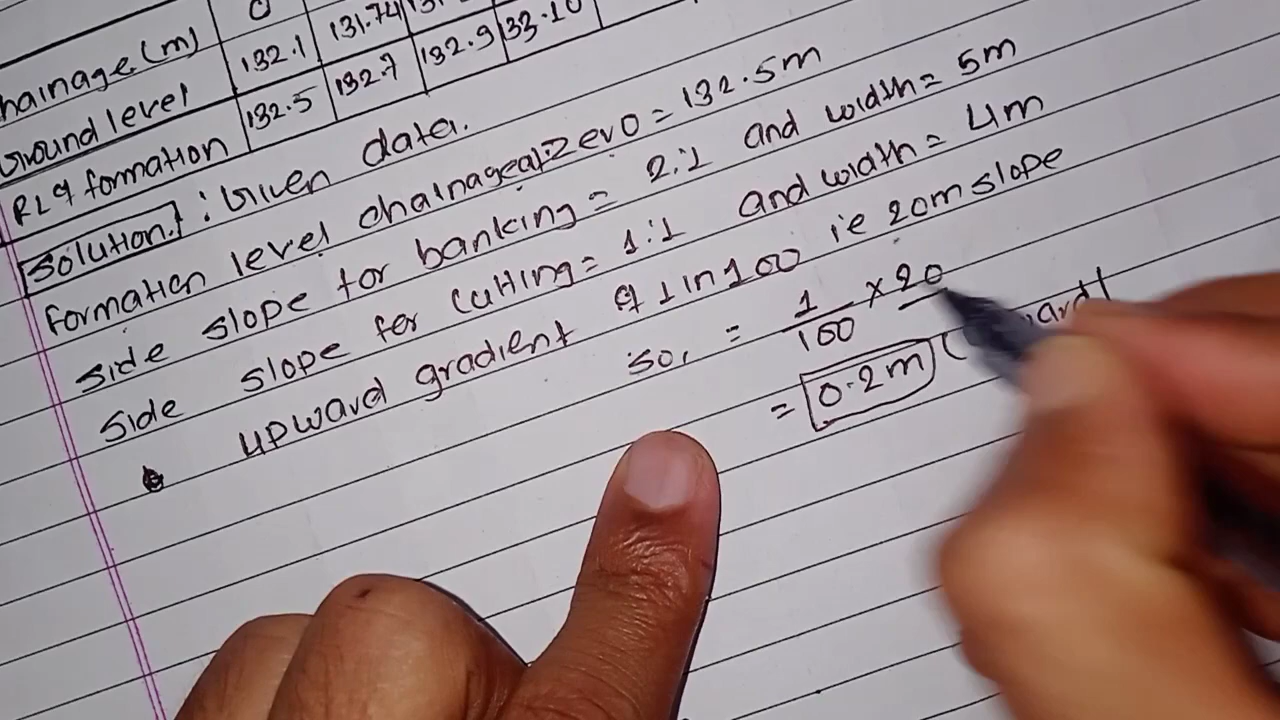 0
hainage (m) 132.1 131.74
Ground level 132.5 132.7 132.9 133.10
RL of formation
Solution. : Given data.
formation level chainage at zero = 132.5m
side slope for banking = 2:1 and width = 5m
side slope for cutting = 1:1 and width = 4m
upward gradient of 1 in 100 ie 20m slope
so, = 1/100 × 20
= 0.2m (